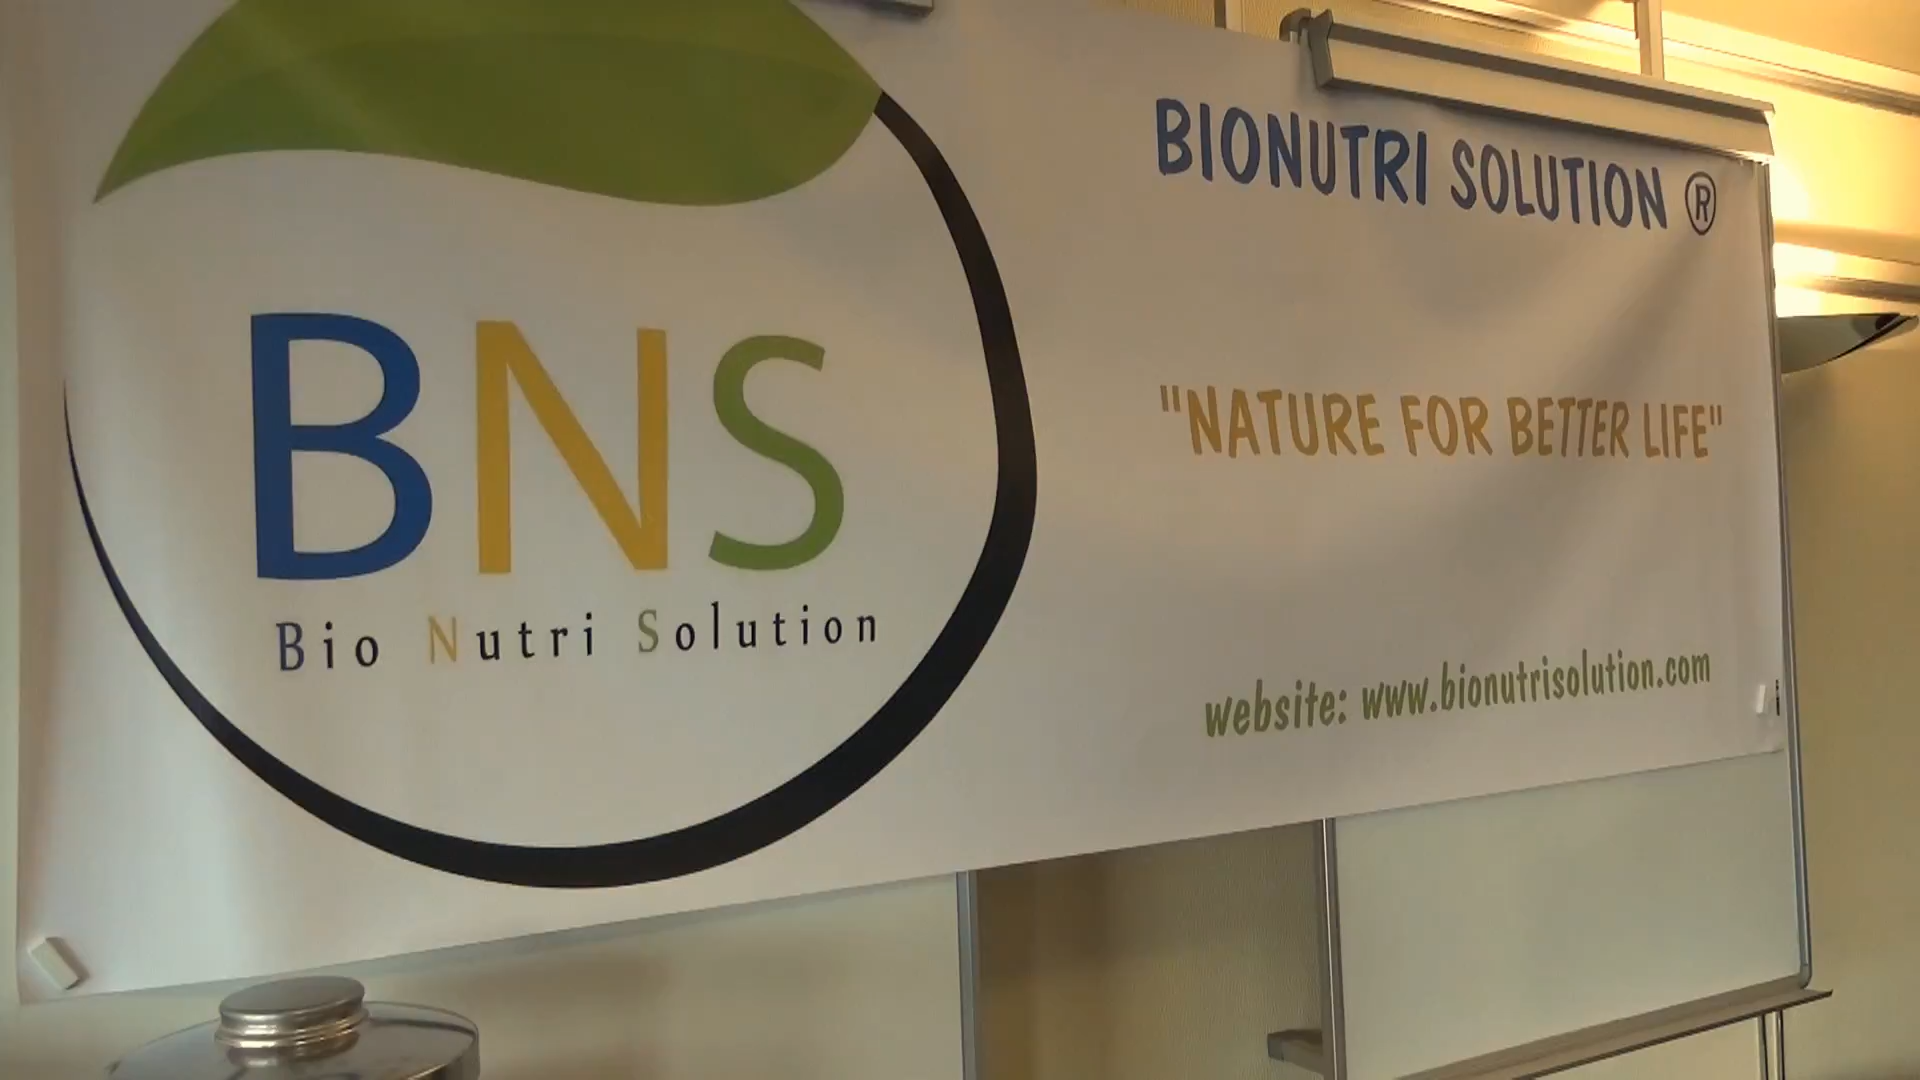 BNS
Bio Nutri Solution
BIONUTRI SOLUTION ®
"NATURE FOR BETTER LIFE"
website: www.bionutrisolution.com